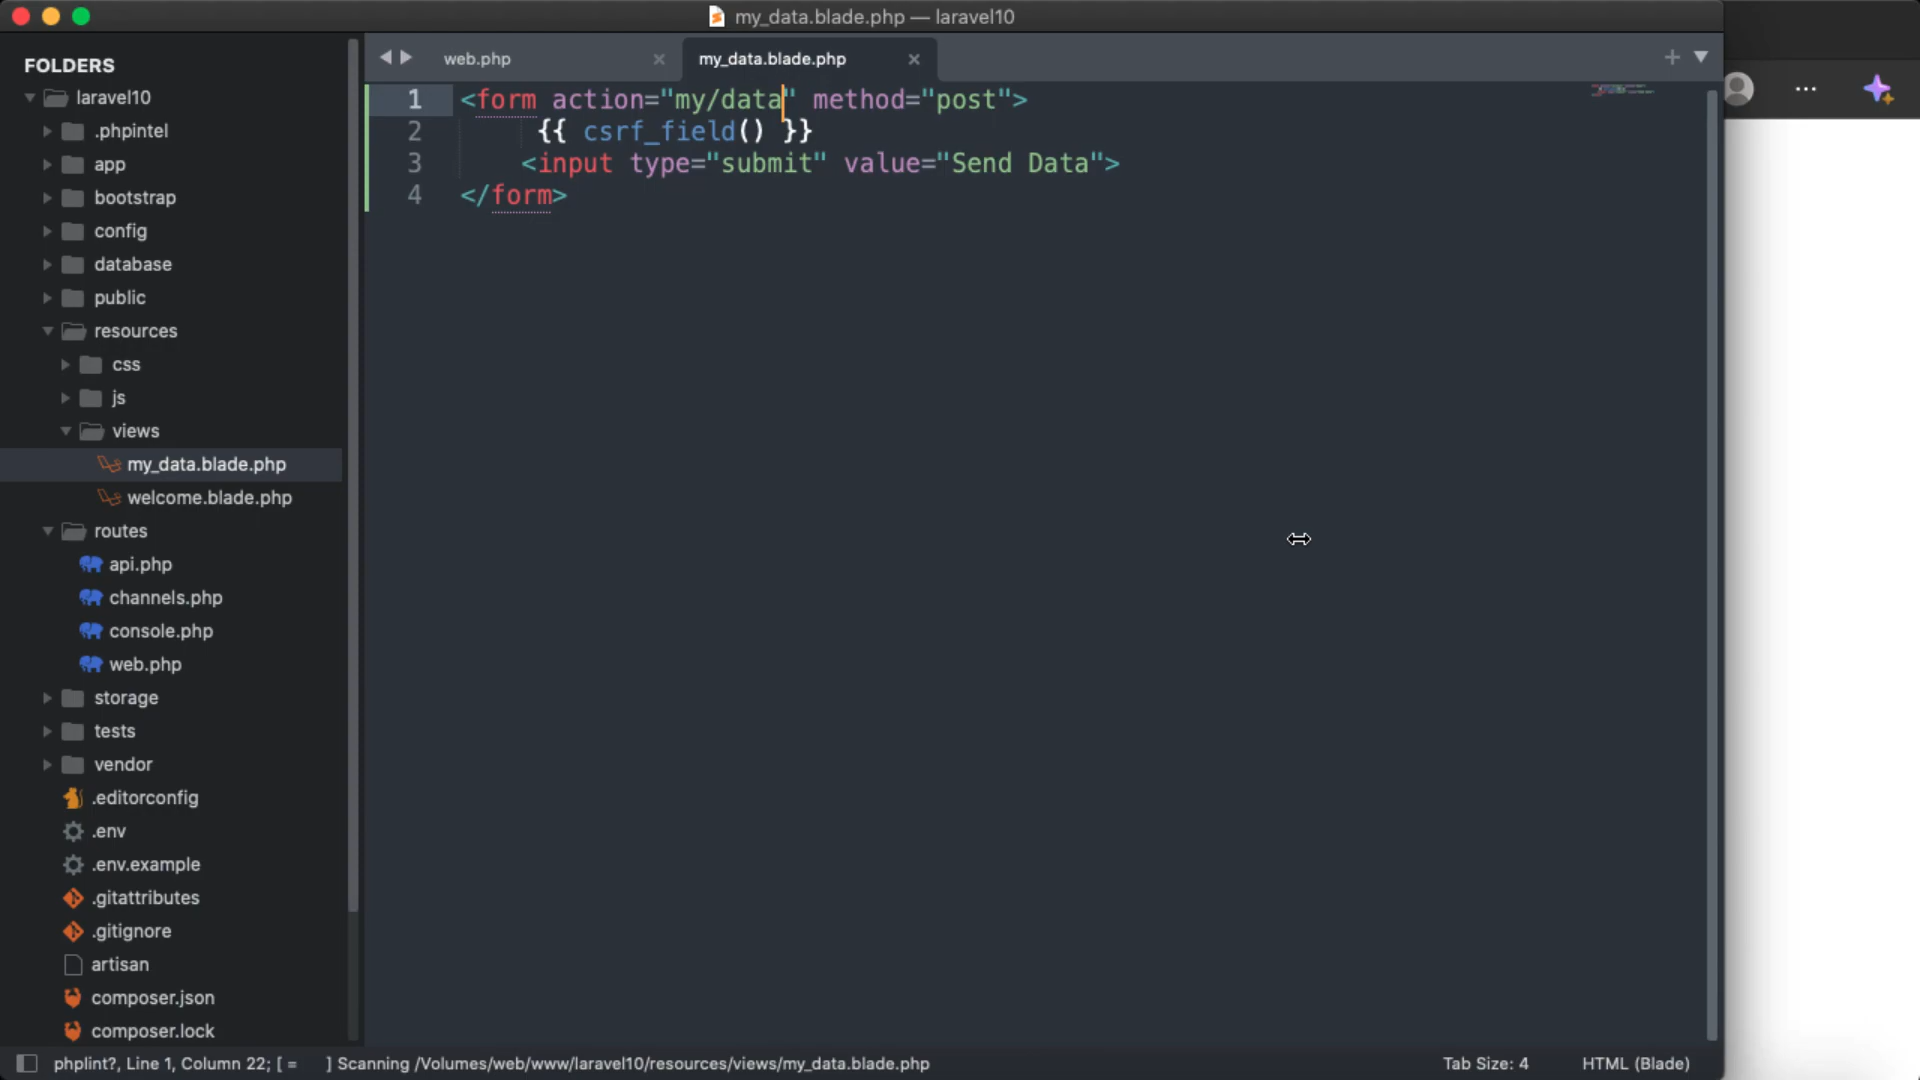 my_data.blade.php — laravel10
FOLDERS
laravel10
.phpintel
app
bootstrap
config
database
public
resources
css
js
views
my_data.blade.php
welcome.blade.php
routes
api.php
channels.php
console.php
web.php
storage
tests
vendor
.editorconfig
.env
.env.example
.gitattributes
.gitignore
artisan
composer.json
composer.lock
web.php
my_data.blade.php
1 <form action="my/data" method="post">
2 {{ csrf_field() }}
3 <input type="submit" value="Send Data">
4 </form>
phplint?, Line 1, Column 22; [ = ] Scanning /Volumes/web/www/laravel10/resources/views/my_data.blade.php
Tab Size: 4
HTML (Blade)